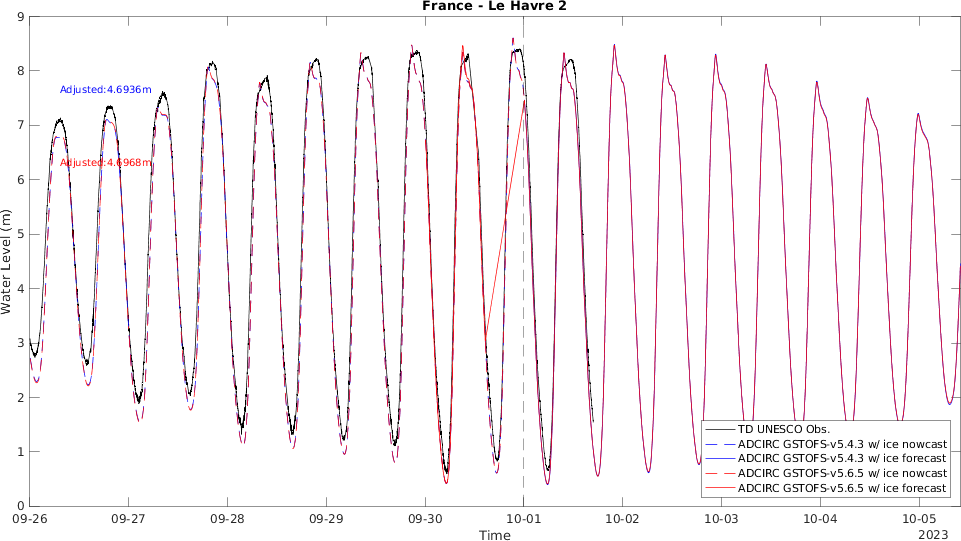 France - Le Havre 2
9
8
7
6
5
4
3
2
1
0
Water Level (m)
Adjusted:4.6936m
Adjusted:4.6968m
TD UNESCO Obs.
ADCIRC GSTOFS-v5.4.3 w/ ice nowcast
ADCIRC GSTOFS-v5.4.3 w/ ice forecast
ADCIRC GSTOFS-v5.6.5 w/ ice nowcast
ADCIRC GSTOFS-v5.6.5 w/ ice forecast
09-26 09-27 09-28 09-29 09-30 10-01 10-02 10-03 10-04 10-05
Time
2023